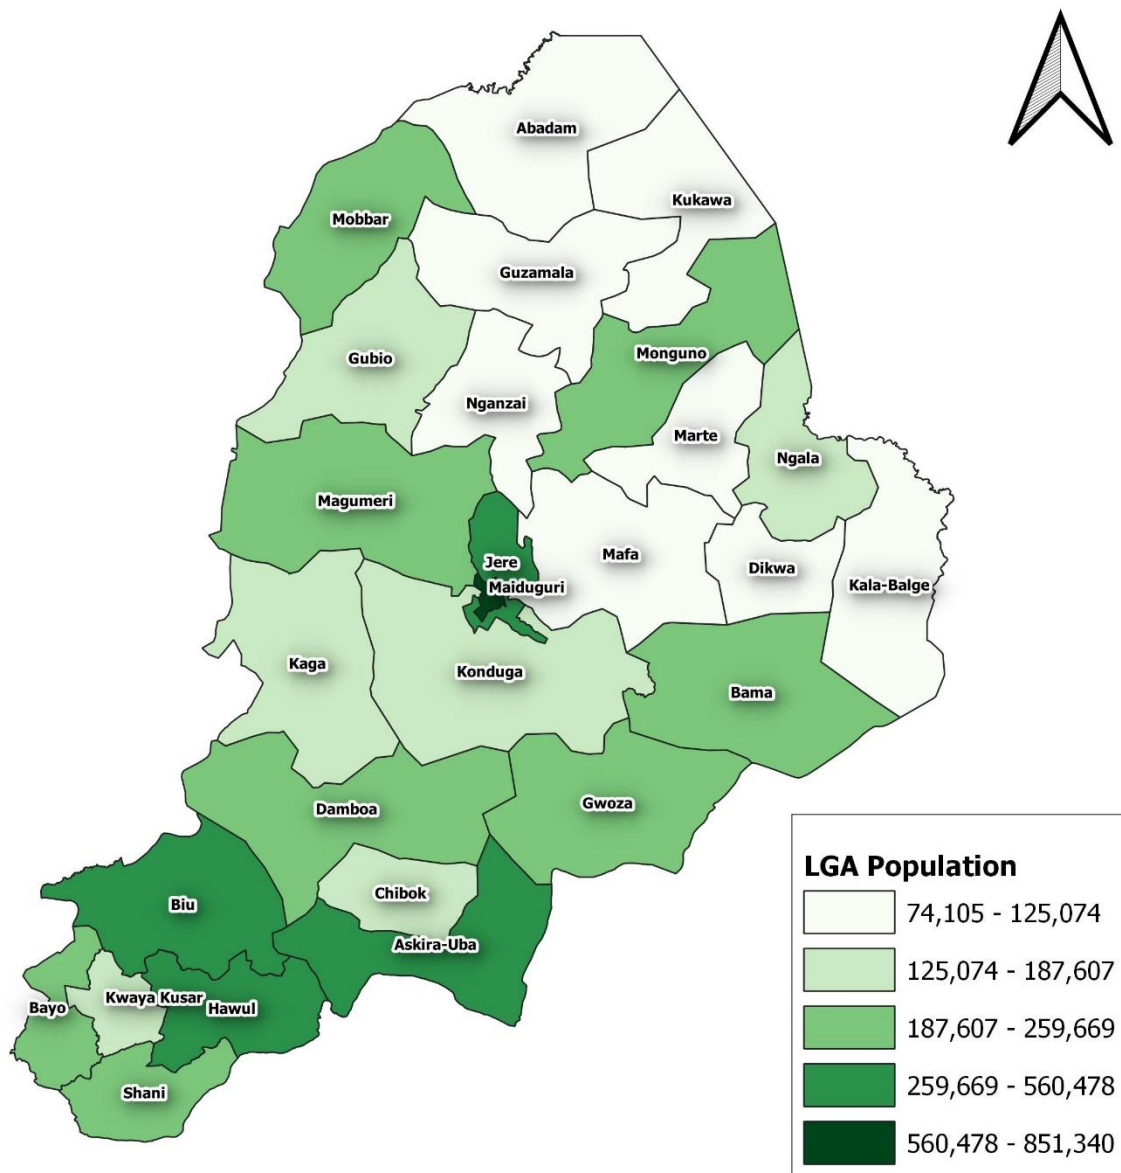 Abadam
Kukawa
Mobbar
Guzamala
Monguno
Gubio
Nganzai
Marte
Ngala
Magumeri
Mafa
Jere
Dikwa
Maiduguri
Kala-Balge
Kaga
Konduga
Bama
Gwoza
Damboa
Chibok
Biu
Askira-Uba
Kwaya Kusar
Bayo
Hawul
Shani
LGA Population
74,105 - 125,074
125,074 - 187,607
187,607 - 259,669
259,669 - 560,478
560,478 - 851,340